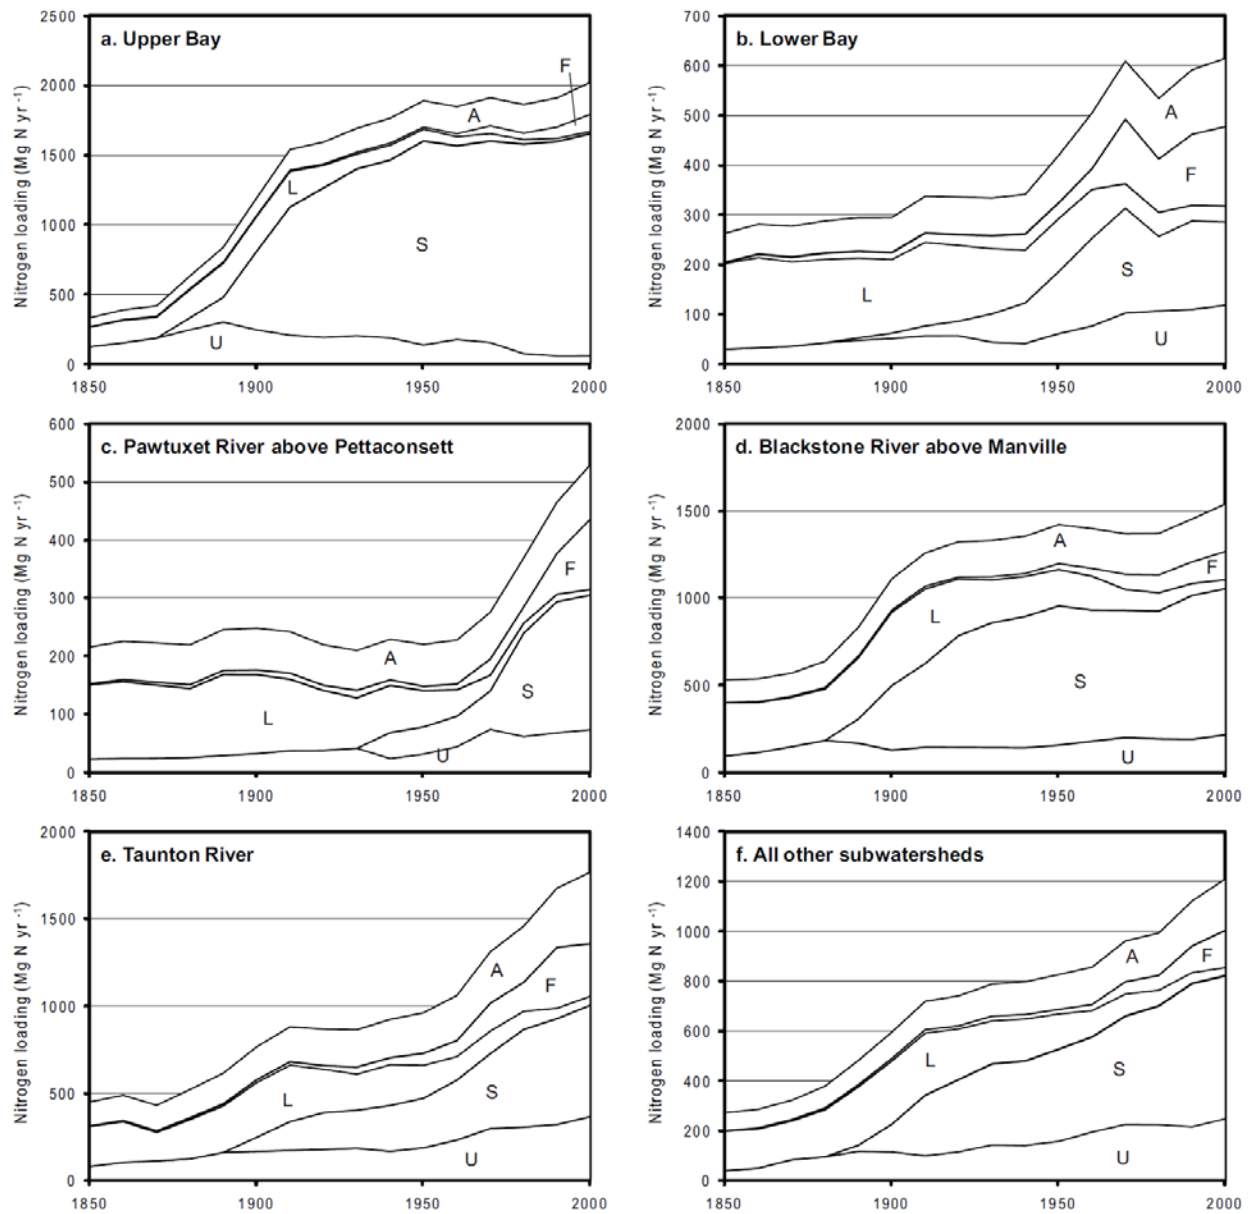 a. Upper Bay
Nitrogen loading (Mg N yr -1)
2500
2000
1500
1000
500
0
1850
1900
1950
2000
F
A
L
S
U
b. Lower Bay
Nitrogen loading (Mg N yr -1)
700
600
500
400
300
200
100
0
1850
1900
1950
2000
A
F
L
S
U
c. Pawtuxet River above Pettaconsett
Nitrogen loading (Mg N yr -1)
600
500
400
300
200
100
0
1850
1900
1950
2000
F
A
S
L
U
d. Blackstone River above Manville
Nitrogen loading (Mg N yr -1)
2000
1500
1000
500
0
1850
1900
1950
2000
A
F
L
S
U
e. Taunton River
Nitrogen loading (Mg N yr -1)
2000
1500
1000
500
0
1850
1900
1950
2000
A
F
L
S
U
f. All other subwatersheds
Nitrogen loading (Mg N yr -1)
1400
1200
1000
800
600
400
200
0
1850
1900
1950
2000
A
F
L
S
U